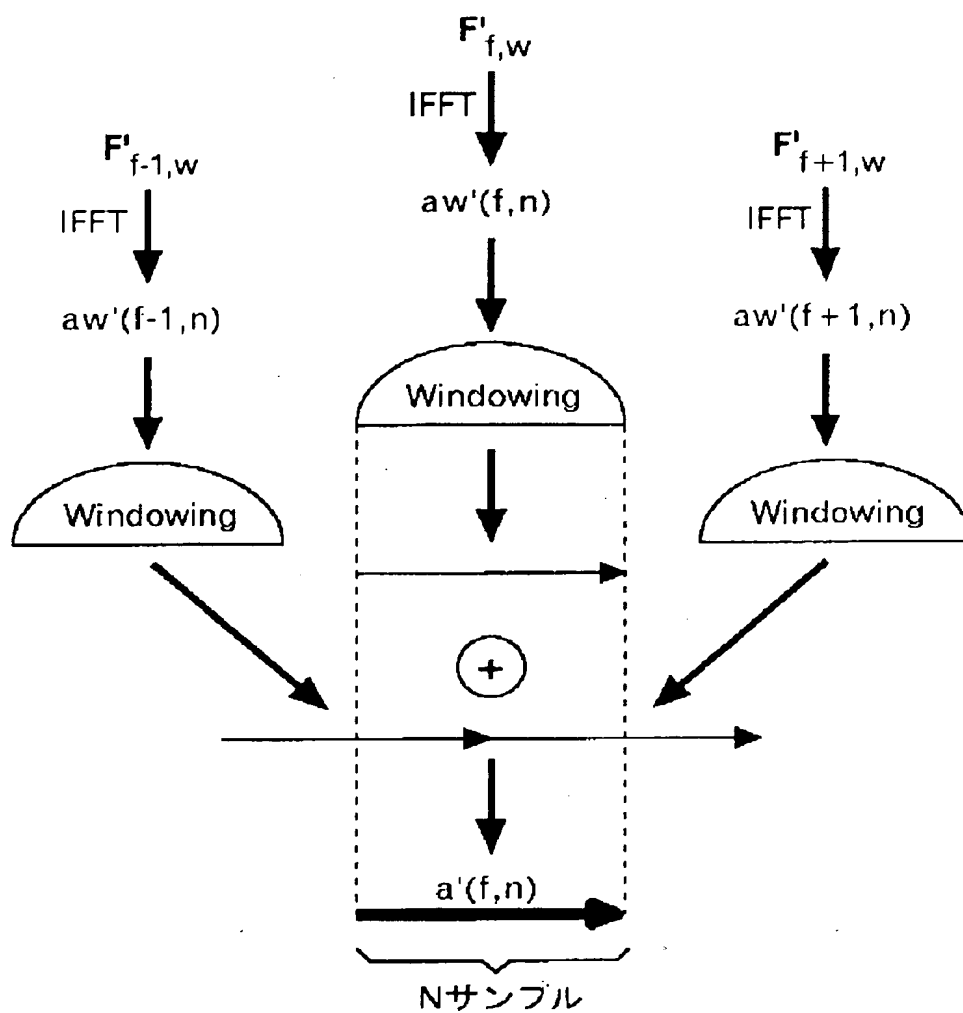 F'f,w
IFFT
F'f-1,w
F'f+1,w
IFFT
aw'(f,n)
IFFT
aw'(f-1,n)
aw'(f+1,n)
Windowing
Windowing
Windowing
+
a'(f,n)
Nサンプル